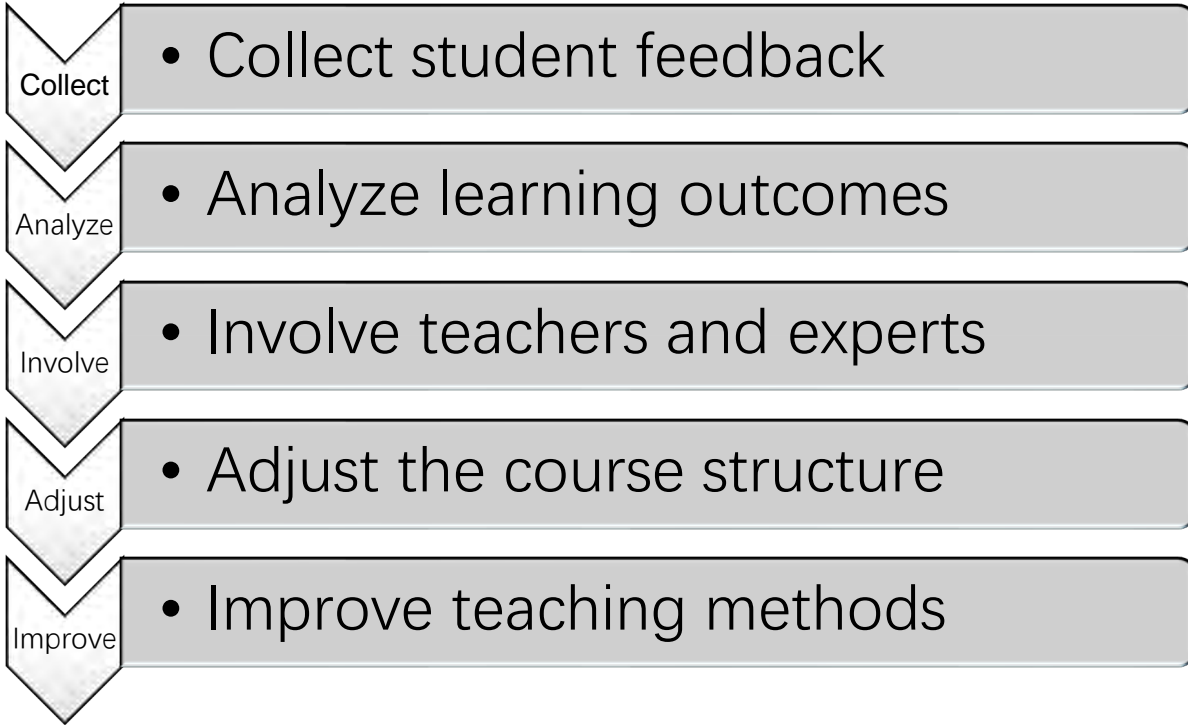 Collect
• Collect student feedback
Analyze
• Analyze learning outcomes
Involve
• Involve teachers and experts
Adjust
• Adjust the course structure
Improve
• Improve teaching methods